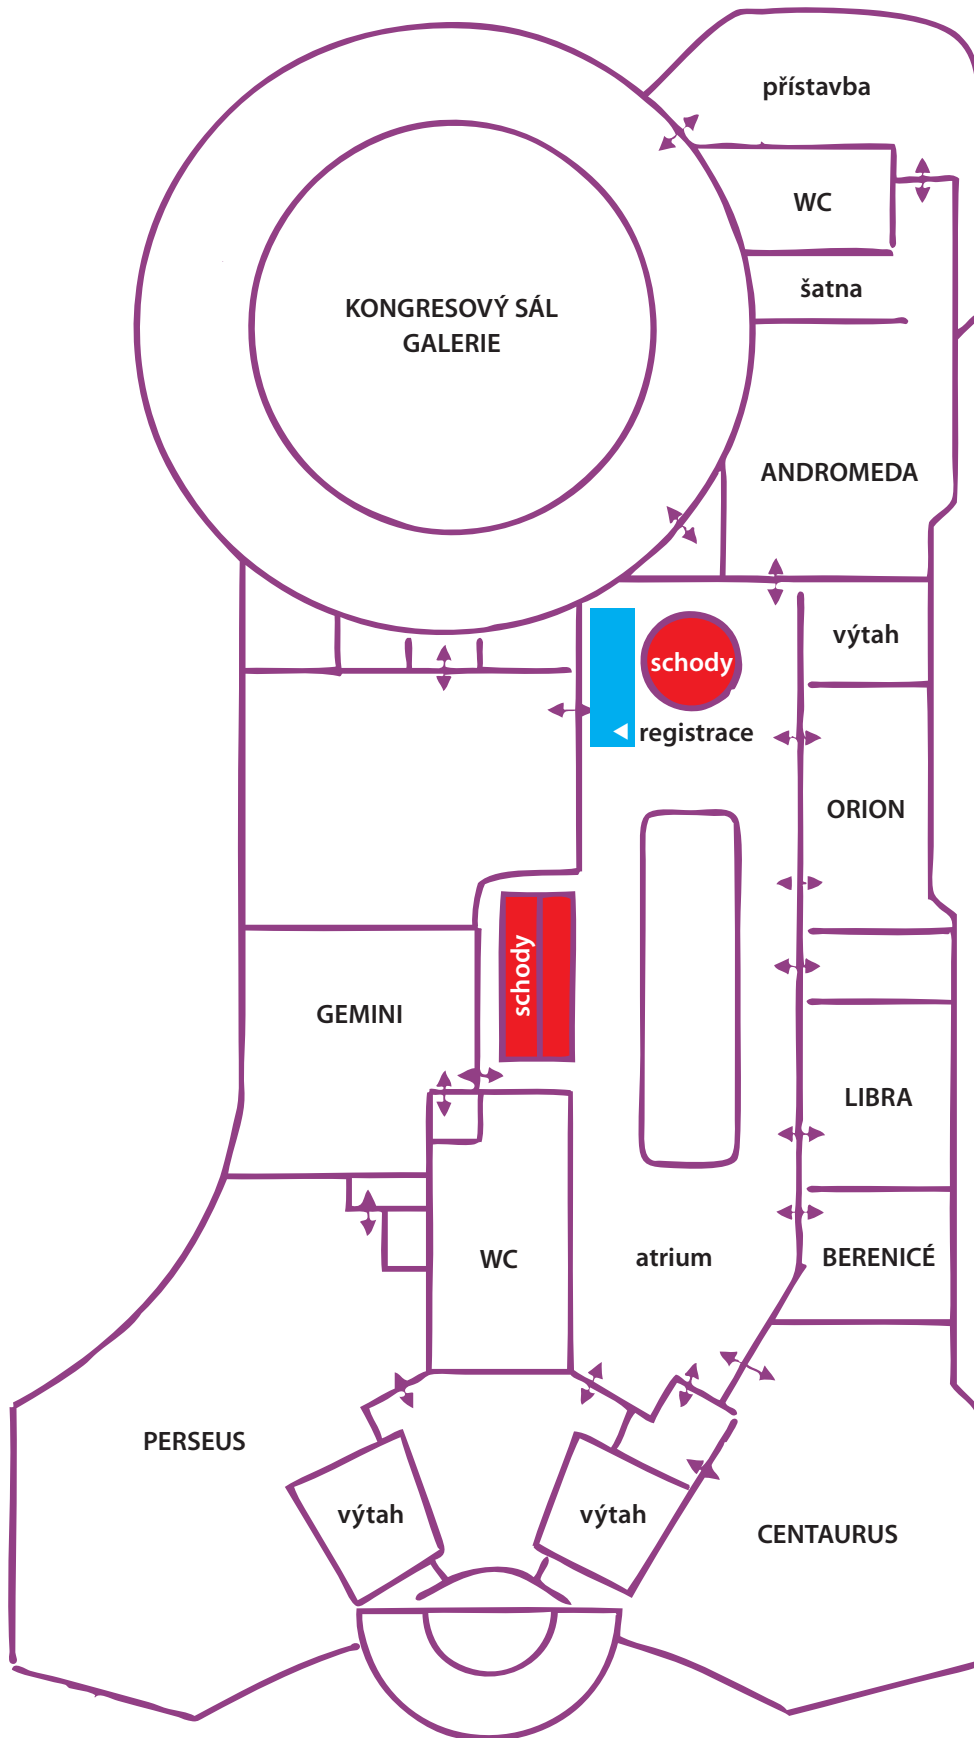 přístavba
WC
šatna
KONGRESOVÝ SÁL
GALERIE
ANDROMEDA
výtah
schody
registrace
ORION
schody
GEMINI
LIBRA
WC
atrium
BERENICÉ
PERSEUS
výtah
výtah
CENTAURUS